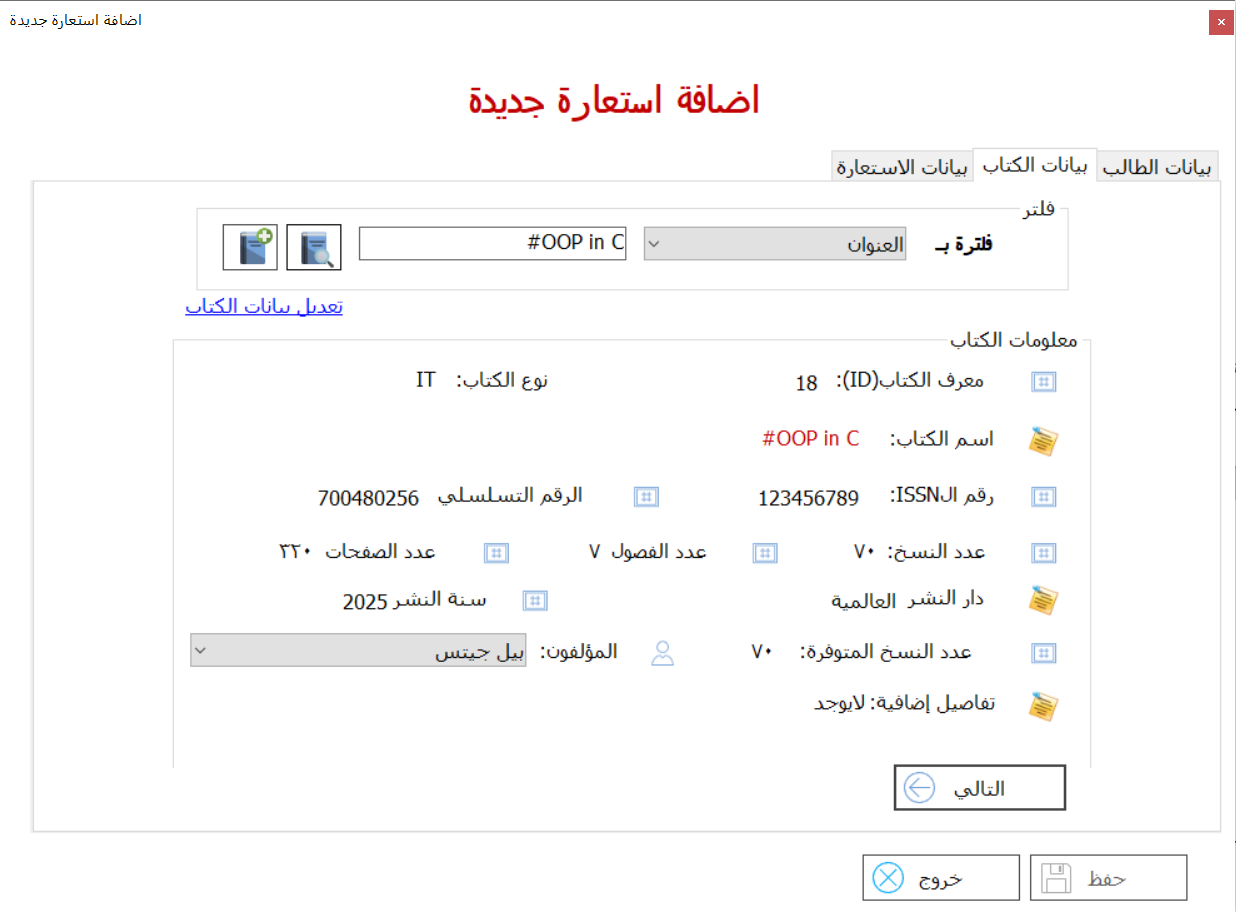 اضافة استعارة جديدة
اضافة استعارة جديدة
بيانات الطالب بيانات الكتاب بيانات الاستعارة
فلتر
فلترة بـ العنوان #OOP in C
تعديل بيانات الكتاب
معلومات الكتاب
معرف الكتاب(ID): 18 نوع الكتاب: IT
اسم الكتاب: #OOP in C
رقم الـISSN: 123456789 الرقم التسلسلي 700480256
عدد النسخ: ٧٠ عدد الفصول ٧ عدد الصفحات ٣٢٠
دار النشر العالمية سنة النشر 2025
عدد النسخ المتوفرة: ٧٠ المؤلفون: بيل جيتس
تفاصيل إضافية: لايوجد
التالي
حفظ خروج